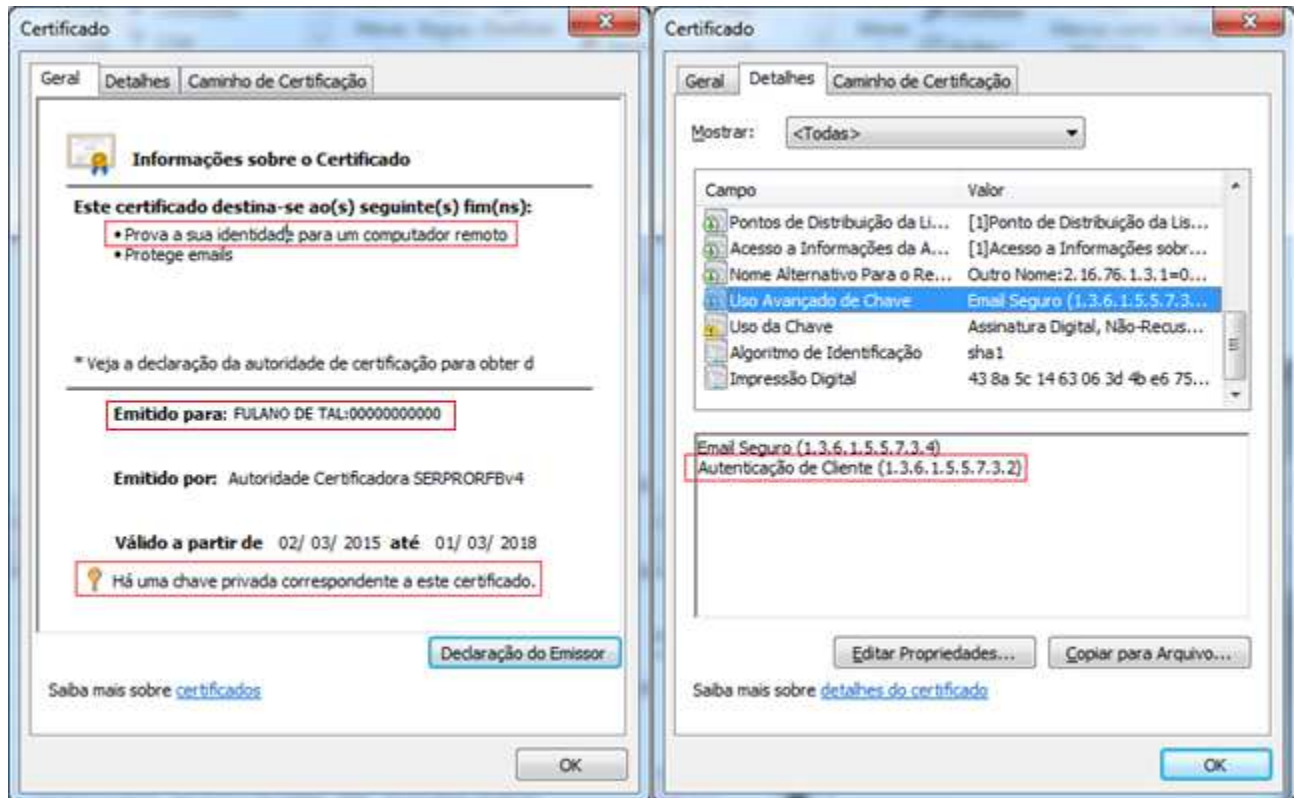 Certificado
Geral Detalhes Caminho de Certificação
Informações sobre o Certificado
Este certificado destina-se ao(s) seguinte(s) fim(ns):
• Prova a sua identidade para um computador remoto
• Protege emails
* Veja a declaração da autoridade de certificação para obter d
Emitido para: FULANO DE TAL:00000000000
Emitido por: Autoridade Certificadora SERPRORFBv4
Válido a partir de 02/ 03/ 2015 até 01/ 03/ 2018
Há uma chave privada correspondente a este certificado.
Declaração do Emissor
Saiba mais sobre certificados
OK
Certificado
Geral Detalhes Caminho de Certificação
Mostrar: <Todas>
Campo Valor
Pontos de Distribuição da Li... [1]Ponto de Distribuição da Lis...
Acesso a Informações da A... [1]Acesso a Informações sobr...
Nome Alternativo Para o Re... Outro Nome:2.16.76.1.3.1=0...
Uso Avançado de Chave Email Seguro (1.3.6.1.5.5.7.3...
Uso da Chave Assinatura Digital, Não-Recus...
Algoritmo de Identificação sha1
Impressão Digital 43 8a 5c 14 63 06 3d 4b e6 75...
Email Seguro (1.3.6.1.5.5.7.3.4)
Autenticação de Cliente (1.3.6.1.5.5.7.3.2)
Editar Propriedades... Copiar para Arquivo...
Saiba mais sobre detalhes do certificado
OK